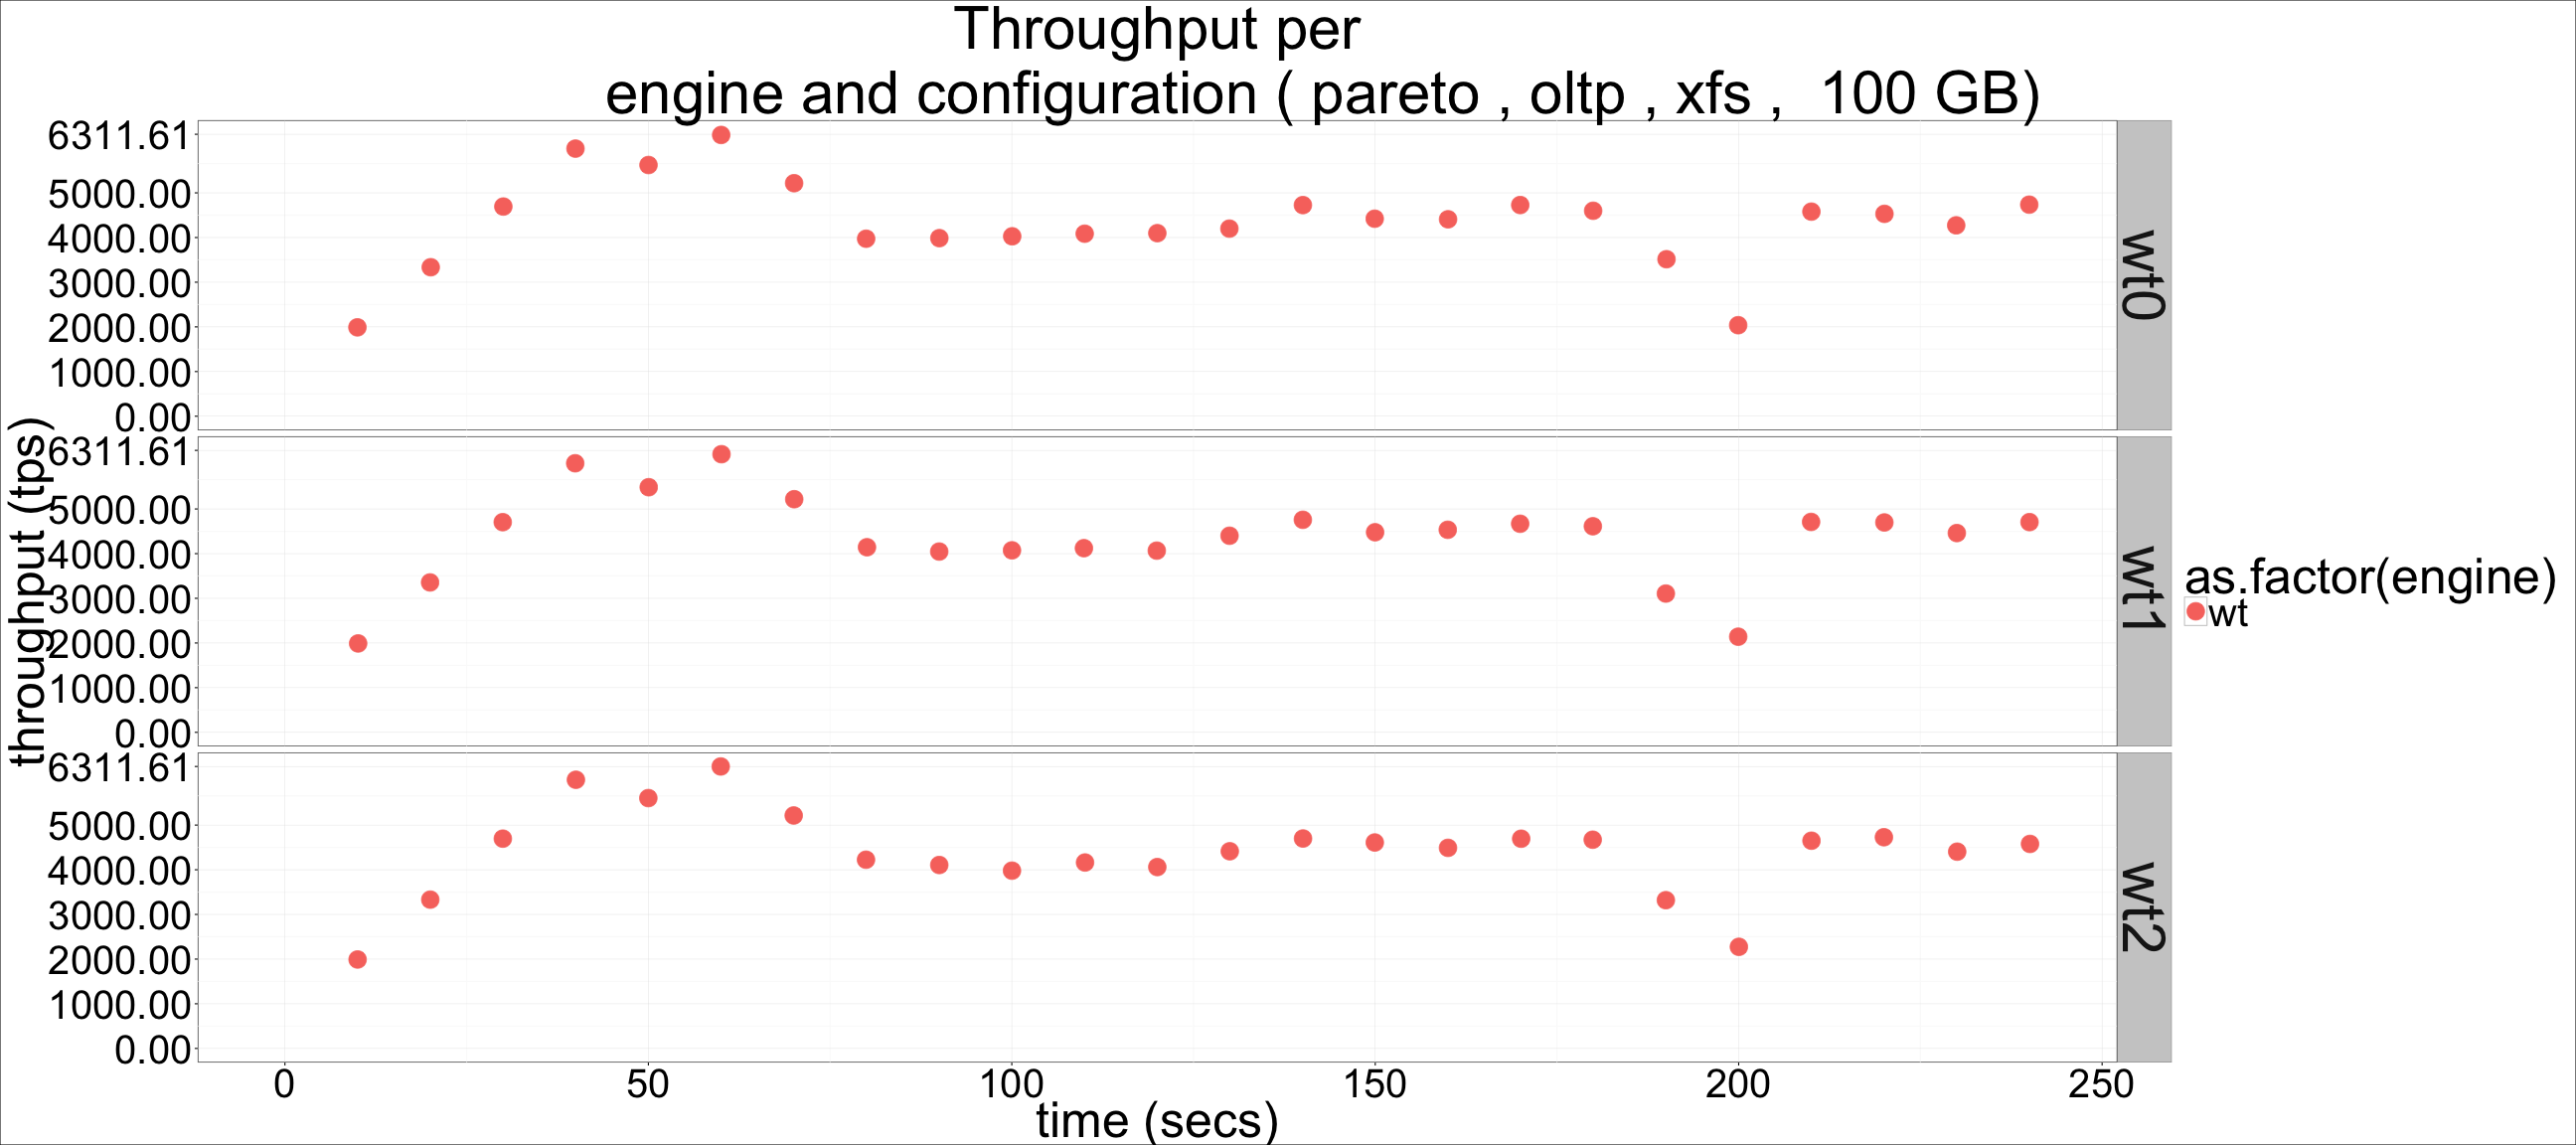 Throughput per
engine and configuration ( pareto , oltp , xfs ,  100 GB)
throughput (tps)
6311.61
5000.00
4000.00
3000.00
2000.00
1000.00
0.00
wt0
6311.61
5000.00
4000.00
3000.00
2000.00
1000.00
0.00
wt1
6311.61
5000.00
4000.00
3000.00
2000.00
1000.00
0.00
wt2
0 50 100 150 200 250
time (secs)
as.factor(engine)
wt